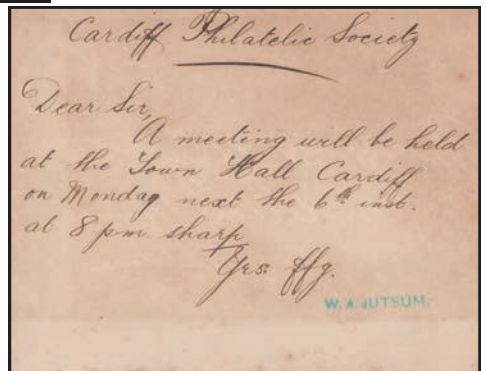 Cardiff Philatelic Society
Dear Sir,
A meeting will be held
at the Town Hall Cardiff
on Monday next the 6th inst.
at 8 pm. sharp
Yrs. ffy.
W. A. JUTSUM.